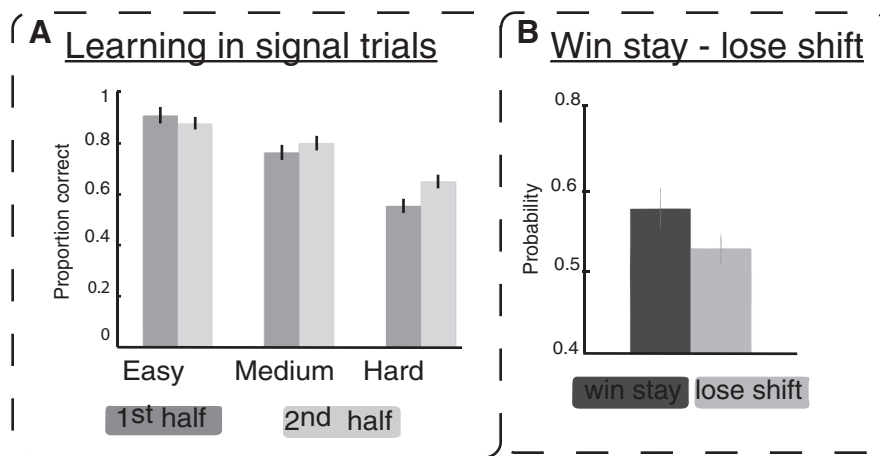 A Learning in signal trials
Proportion correct
1
0.8
0.6
0.4
0.2
0
Easy Medium Hard
1st half 2nd half
B Win stay - lose shift
Probability
0.8
0.6
0.5
0.4
win stay lose shift